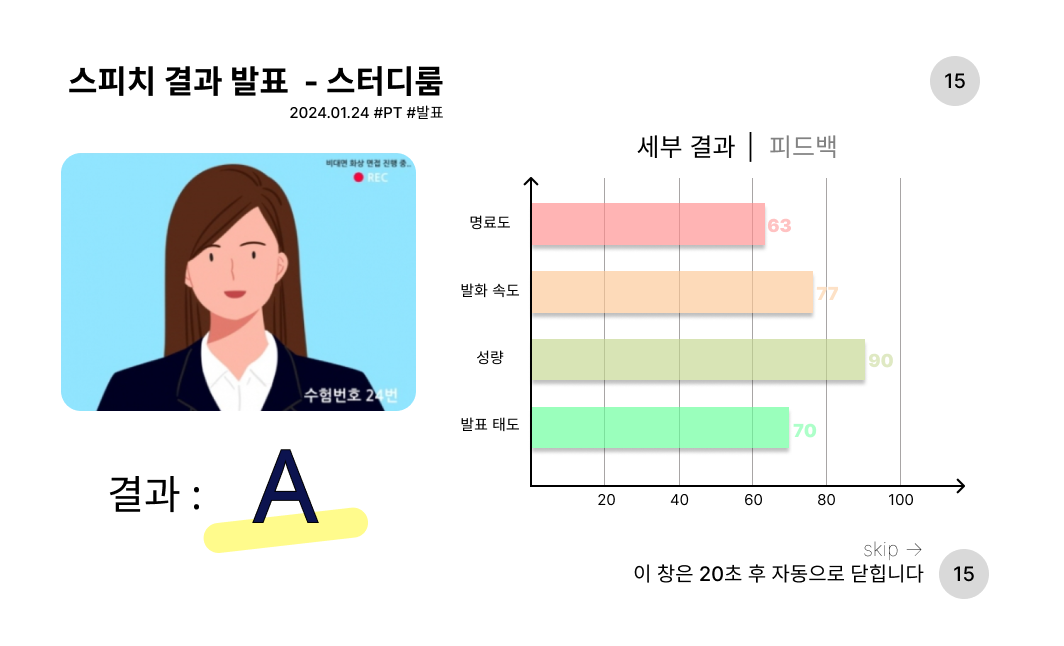 스피치 결과 발표 - 스터디룸
2024.01.24 #PT #발표
15
비대면 화상 면접 진행 중..
REC
수험번호 24번
결과 : A
세부 결과 | 피드백
명료도 63
발화 속도 77
성량 90
발표 태도 70
20 40 60 80 100
skip →
이 창은 20초 후 자동으로 닫힙니다
15